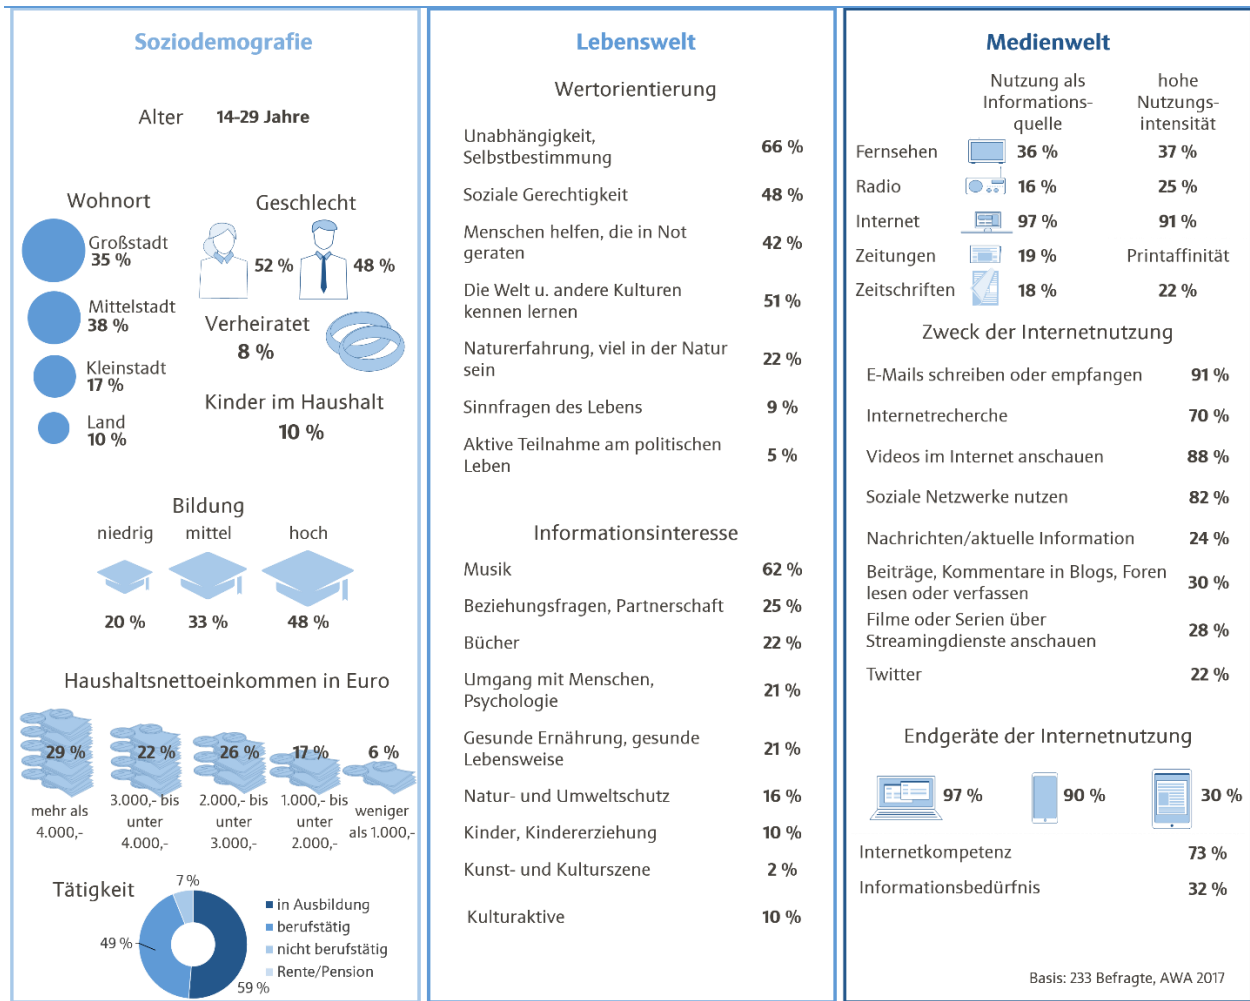 Soziodemografie
Alter 14-29 Jahre
Wohnort
Großstadt
35 %
Mittelstadt
38 %
Kleinstadt
17 %
Land
10 %
Geschlecht
52 % 48 %
Verheiratet
8 %
Kinder im Haushalt
10 %
Bildung
niedrig mittel hoch
20 % 33 % 48 %
Haushaltsnettoeinkommen in Euro
29 % 22 % 26 % 17 % 6 %
mehr als
4.000,-
3.000,- bis
unter
4.000,-
2.000,- bis
unter
3.000,-
1.000,- bis
unter
2.000,-
weniger
als 1.000,-
Tätigkeit
7 %
49 %
59 %
in Ausbildung
berufstätig
nicht berufstätig
Rente/Pension
Lebenswelt
Wertorientierung
Unabhängigkeit,
Selbstbestimmung 66 %
Soziale Gerechtigkeit 48 %
Menschen helfen, die in Not
geraten 42 %
Die Welt u. andere Kulturen
kennen lernen 51 %
Naturerfahrung, viel in der Natur
sein 22 %
Sinnfragen des Lebens 9 %
Aktive Teilnahme am politischen
Leben 5 %
Informationsinteresse
Musik 62 %
Beziehungsfragen, Partnerschaft 25 %
Bücher 22 %
Umgang mit Menschen,
Psychologie 21 %
Gesunde Ernährung, gesunde
Lebensweise 21 %
Natur- und Umweltschutz 16 %
Kinder, Kindererziehung 10 %
Kunst- und Kulturszene 2 %
Kulturaktive 10 %
Medienwelt
Nutzung als
Informations-
quelle
hohe
Nutzungs-
intensität
Fernsehen 36 % 37 %
Radio 16 % 25 %
Internet 97 % 91 %
Zeitungen 19 % Printaffinität
Zeitschriften 18 % 22 %
Zweck der Internetnutzung
E-Mails schreiben oder empfangen 91 %
Internetrecherche 70 %
Videos im Internet anschauen 88 %
Soziale Netzwerke nutzen 82 %
Nachrichten/aktuelle Information 24 %
Beiträge, Kommentare in Blogs, Foren
lesen oder verfassen 30 %
Filme oder Serien über
Streamingdienste anschauen 28 %
Twitter 22 %
Endgeräte der Internetnutzung
97 % 90 % 30 %
Internetkompetenz 73 %
Informationsbedürfnis 32 %
Basis: 233 Befragte, AWA 2017